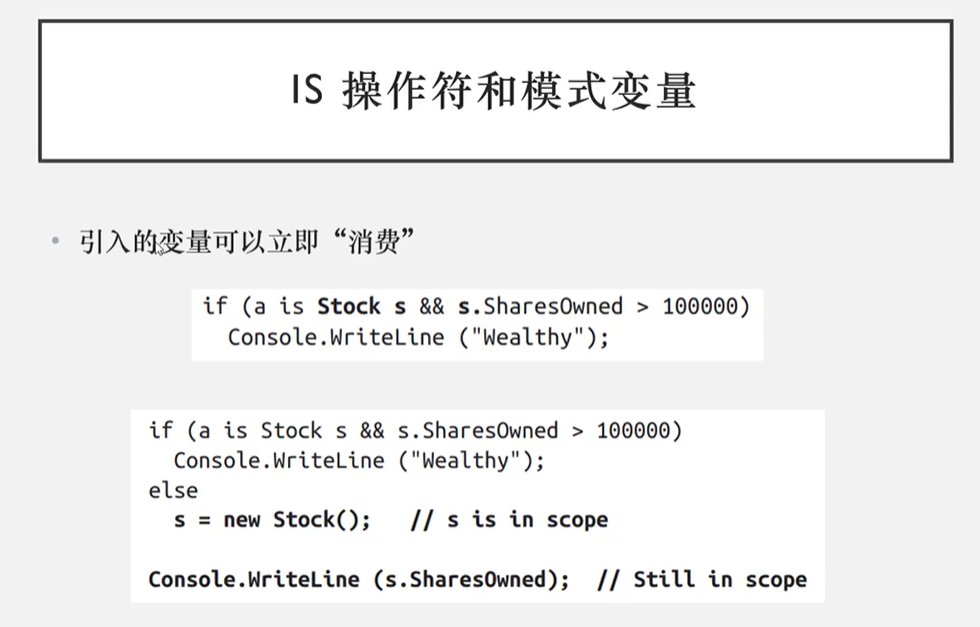 IS 操作符和模式变量
• 引入的变量可以立即“消费”
if (a is Stock s && s.SharesOwned > 100000)
  Console.WriteLine ("Wealthy");
if (a is Stock s && s.SharesOwned > 100000)
  Console.WriteLine ("Wealthy");
else
  s = new Stock();   // s is in scope
Console.WriteLine (s.SharesOwned);  // Still in scope